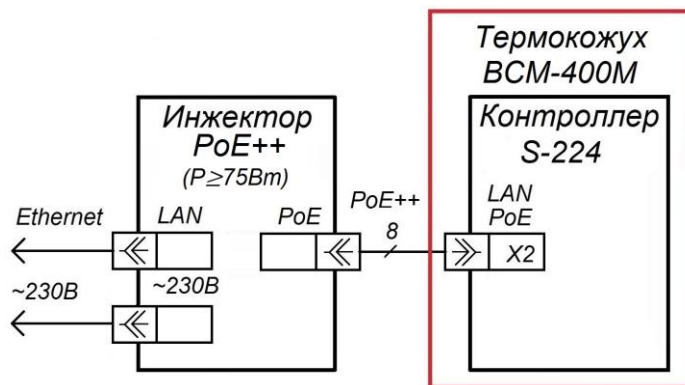 Термокожух
ВСМ-400М
Инжектор
PoE++
(P≥75Вт)
Контроллер
S-224
Ethernet
LAN
PoE
PoE++
8
LAN
PoE
X2
~230В
~230В